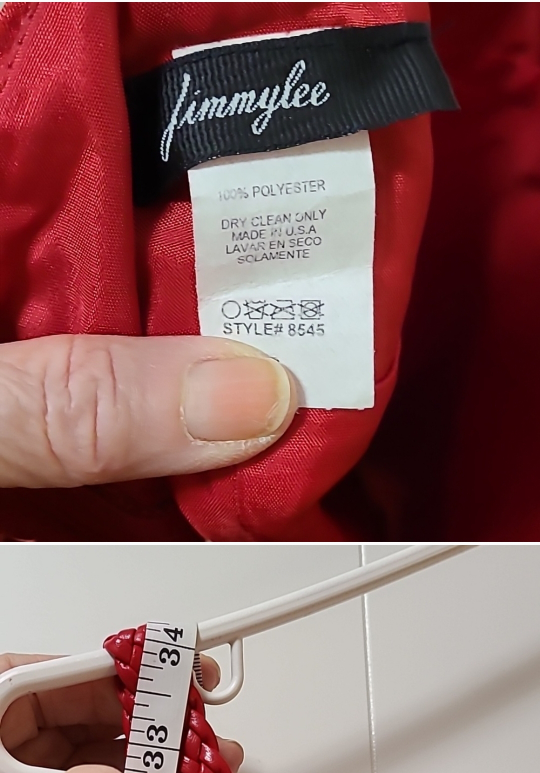 Jimmylee
100% POLYESTER
DRY CLEAN ONLY
MADE IN U.S.A
LAVAR EN SECO
SOLAMENTE
STYLE# 8545
34
33